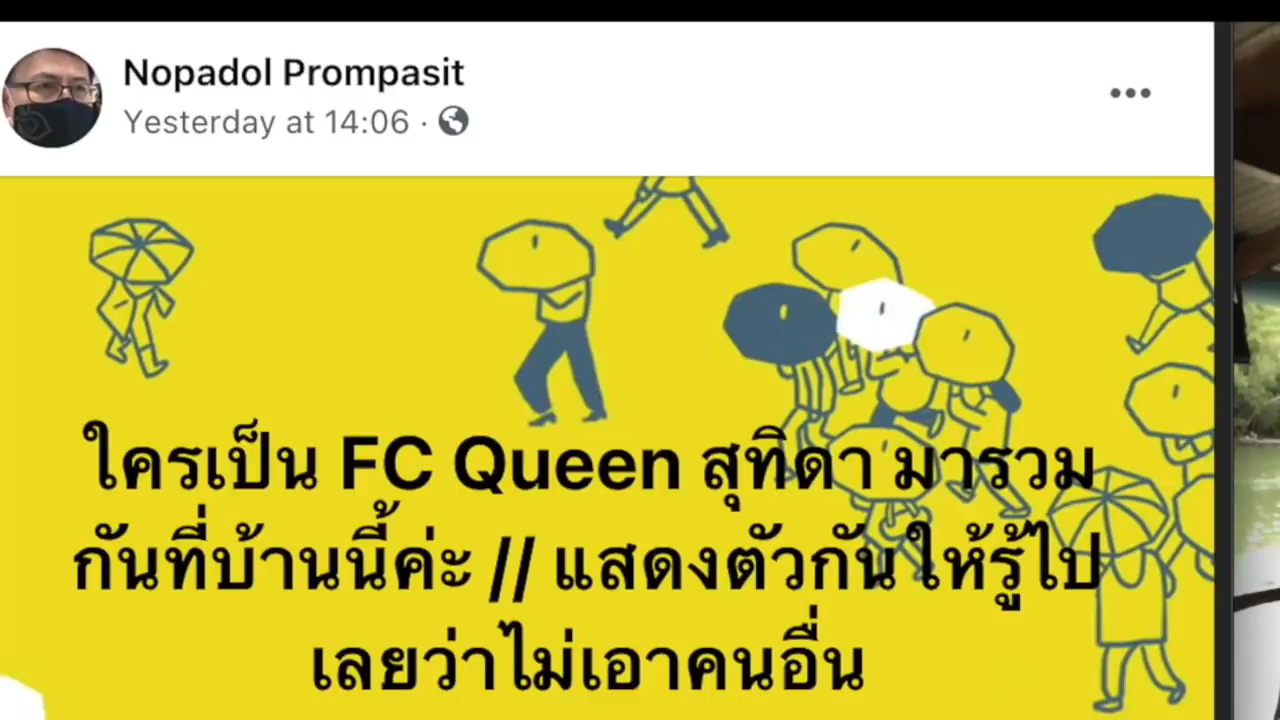 Nopadol Prompasit
Yesterday at 14:06 ·
ใครเป็น FC Queen สุทิดา มารวม
กันที่บ้านนี้ค่ะ // แสดงตัวกัน ให้รู้ไป
เลยว่าไม่เอาคนอื่น